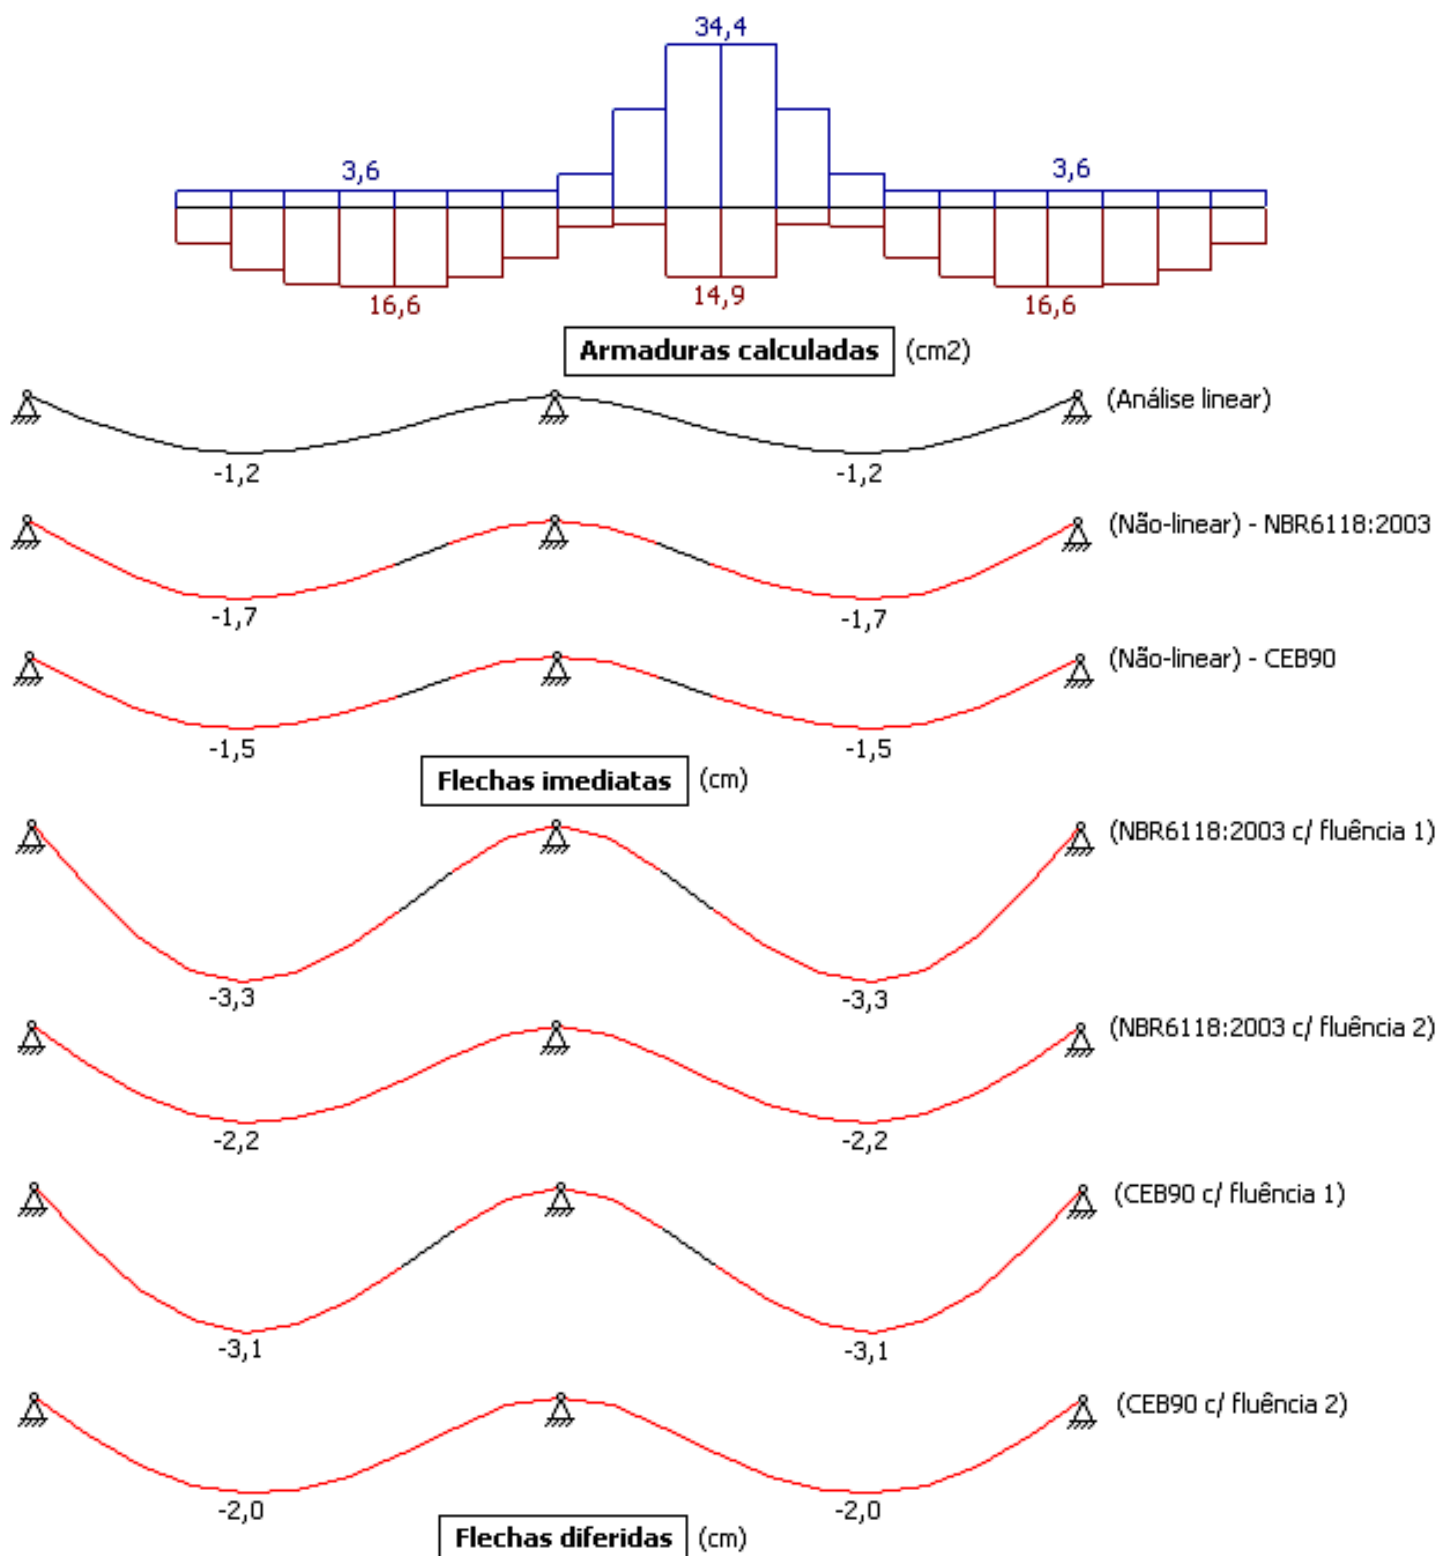 34,4
3,6
3,6
16,6
14,9
16,6
Armaduras calculadas (cm2)
(Análise linear)
-1,2
-1,2
(Não-linear) - NBR6118:2003
-1,7
-1,7
(Não-linear) - CEB90
-1,5
-1,5
Flechas imediatas (cm)
(NBR6118:2003 c/ fluência 1)
-3,3
-3,3
(NBR6118:2003 c/ fluência 2)
-2,2
-2,2
(CEB90 c/ fluência 1)
-3,1
-3,1
(CEB90 c/ fluência 2)
-2,0
-2,0
Flechas diferidas (cm)